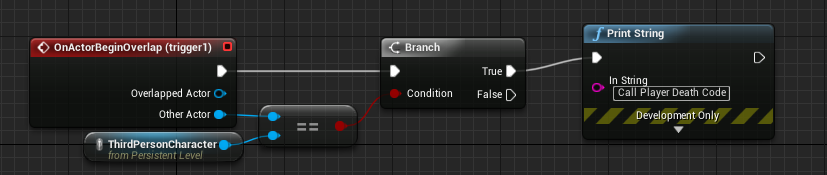 OnActorBeginOverlap (trigger1)
Overlapped Actor
Other Actor
ThirdPersonCharacter
from Persistent Level
==
Branch
True
Condition
False
f Print String
In String
Call Player Death Code
Development Only